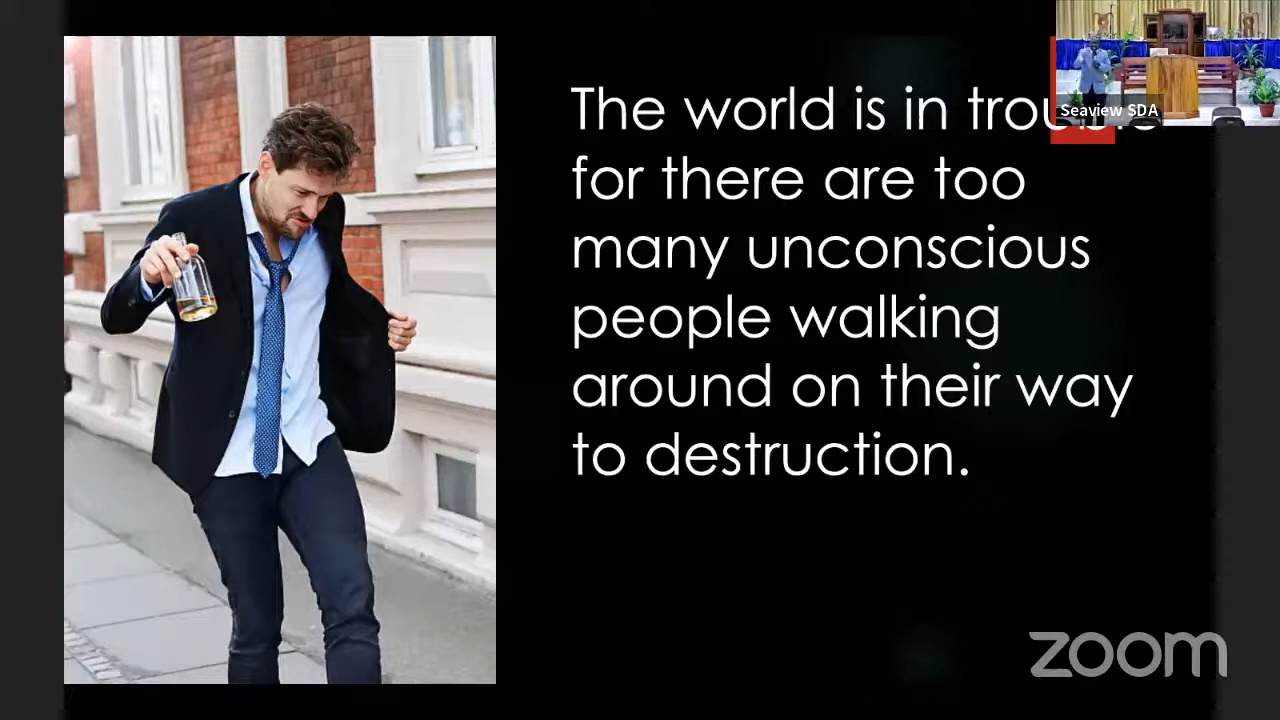 The world is in trouble
for there are too
many unconscious
people walking
around on their way
to destruction.
Seaview SDA
zoom